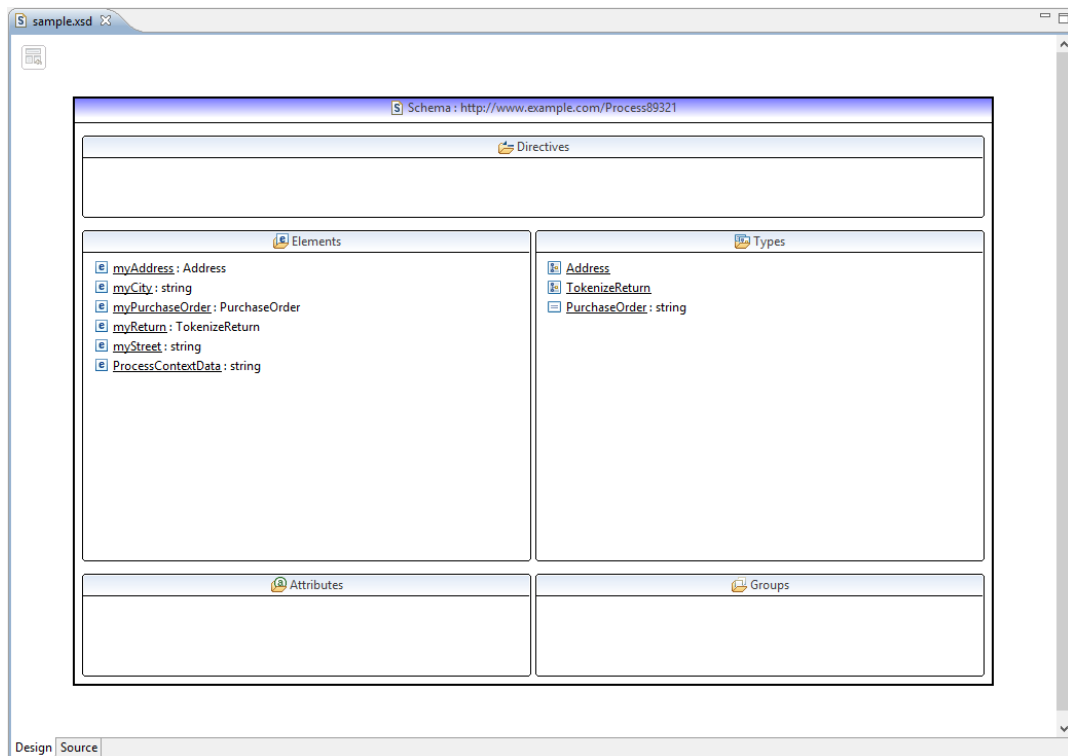 sample.xsd
Schema : http://www.example.com/Process89321
Directives
Elements
myAddress : Address
myCity : string
myPurchaseOrder : PurchaseOrder
myReturn : TokenizeReturn
myStreet : string
ProcessContextData : string
Types
Address
TokenizeReturn
PurchaseOrder : string
Attributes
Groups
Design Source